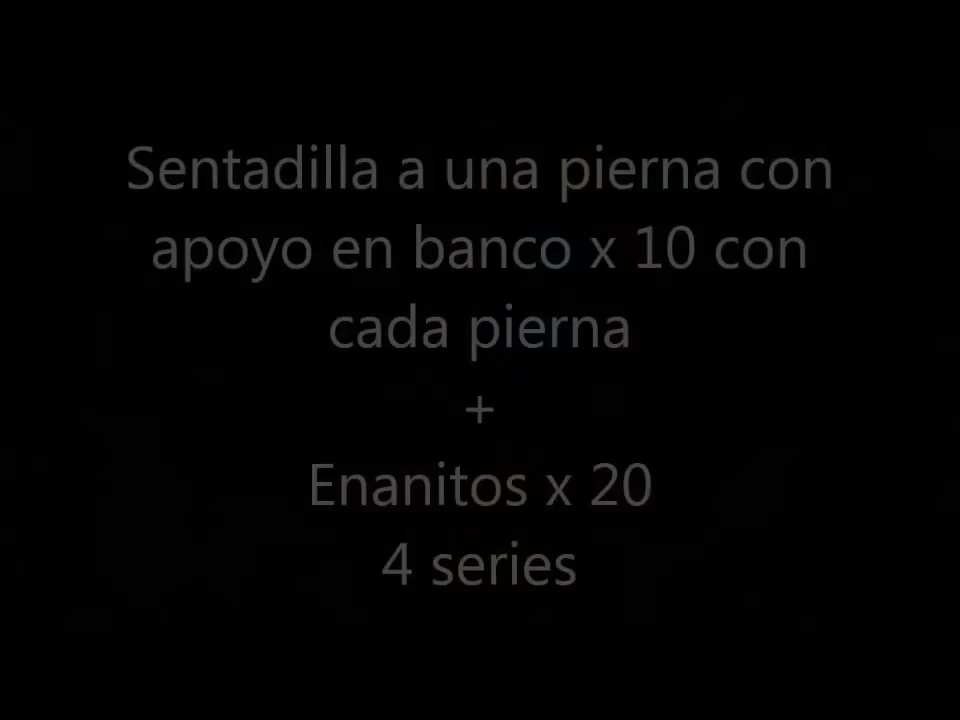 Sentadilla a una pierna con
apoyo en banco x 10 con
cada pierna
+
Enanitos x 20
4 series